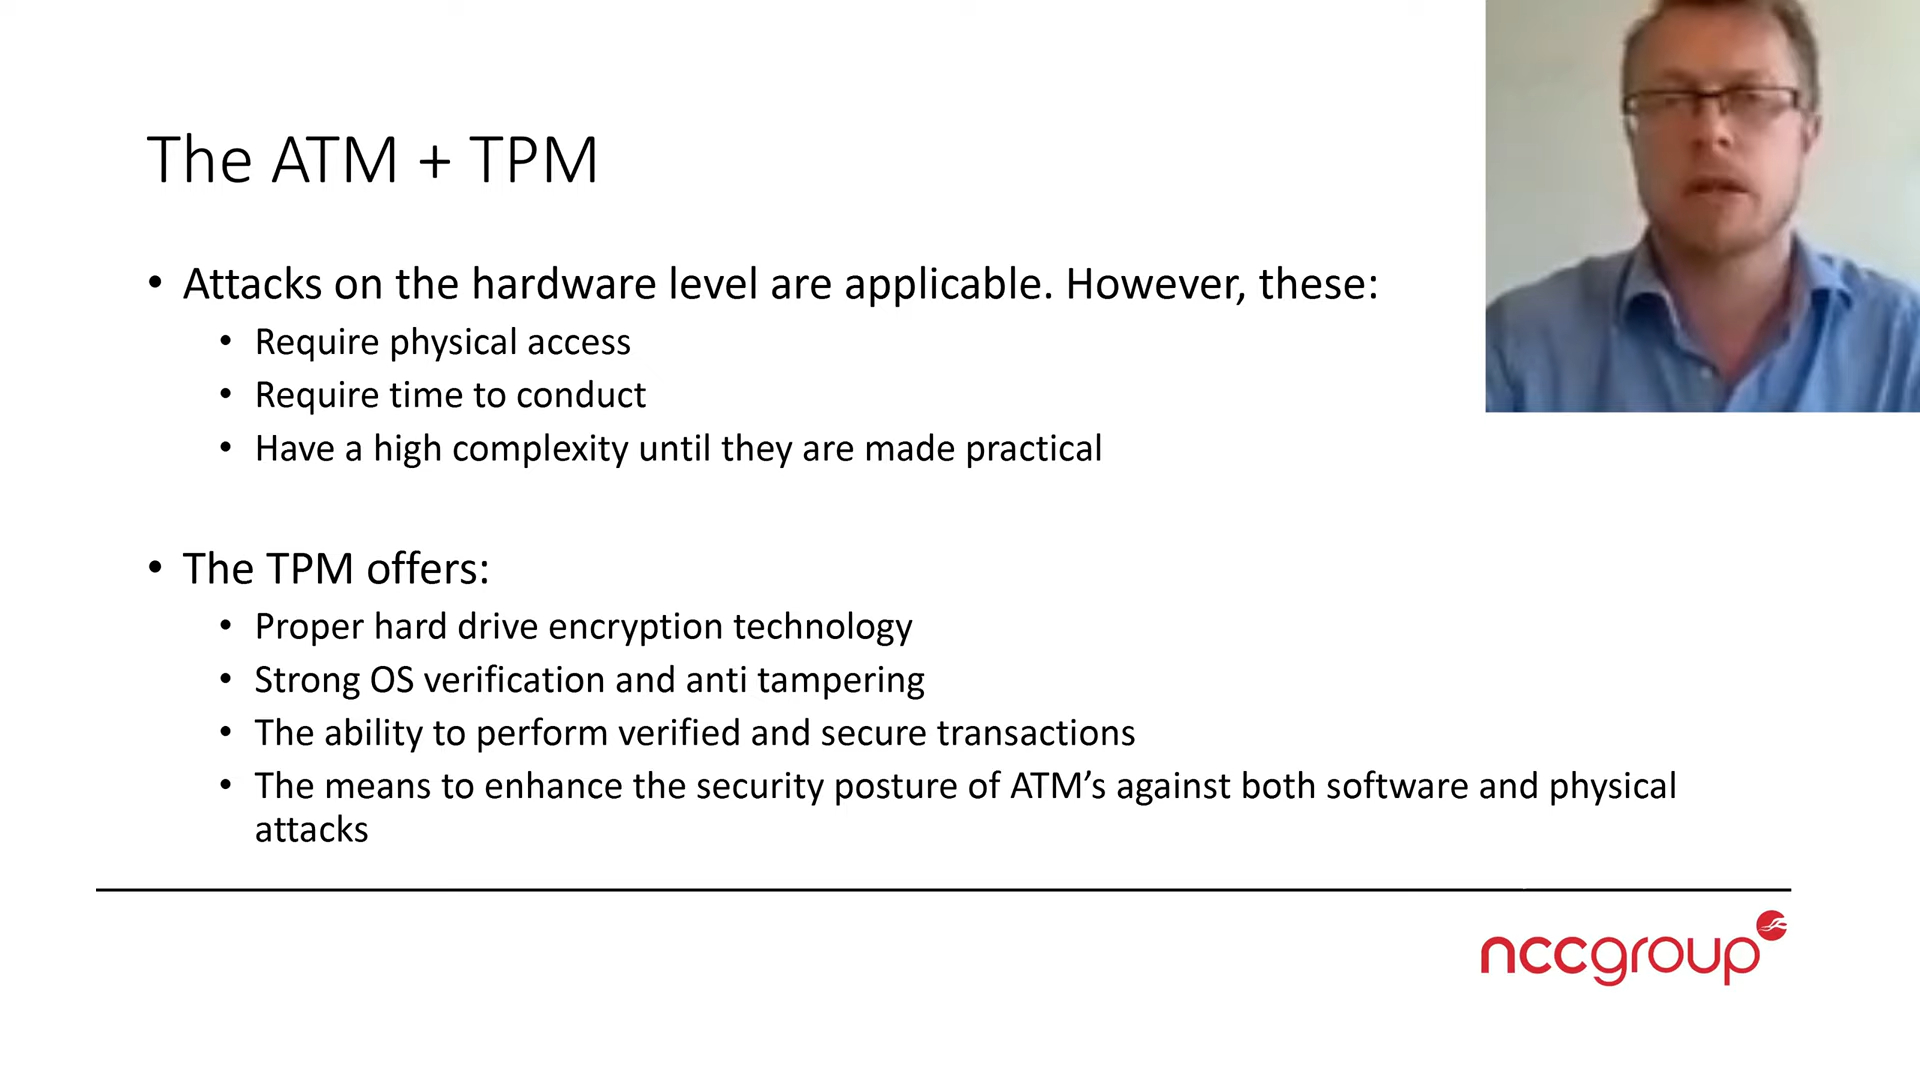 The ATM + TPM
• Attacks on the hardware level are applicable. However, these:
• Require physical access
• Require time to conduct
• Have a high complexity until they are made practical
• The TPM offers:
• Proper hard drive encryption technology
• Strong OS verification and anti tampering
• The ability to perform verified and secure transactions
• The means to enhance the security posture of ATM’s against both software and physical
attacks
nccgroup